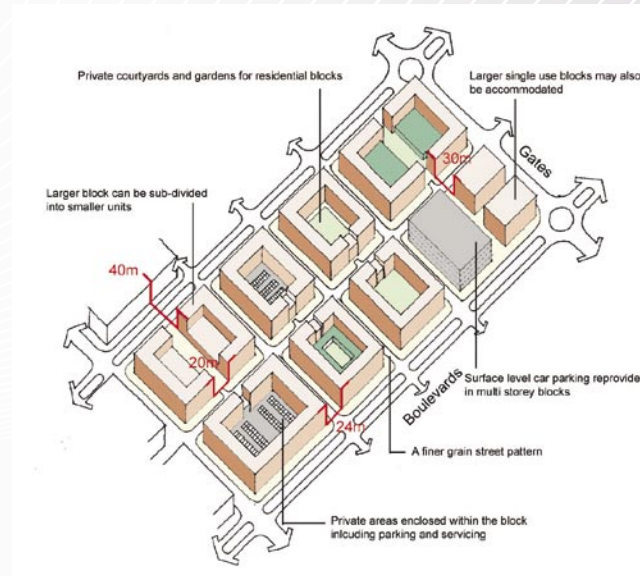 Private courtyards and gardens for residential blocks
Larger single use blocks may also
be accommodated
30m
Gates
Larger block can be sub-divided
into smaller units
40m
20m
24m
Boulevards
Surface level car parking reprovide
in multi storey blocks
A finer grain street pattern
Private areas enclosed within the block
inlcuding parking and servicing